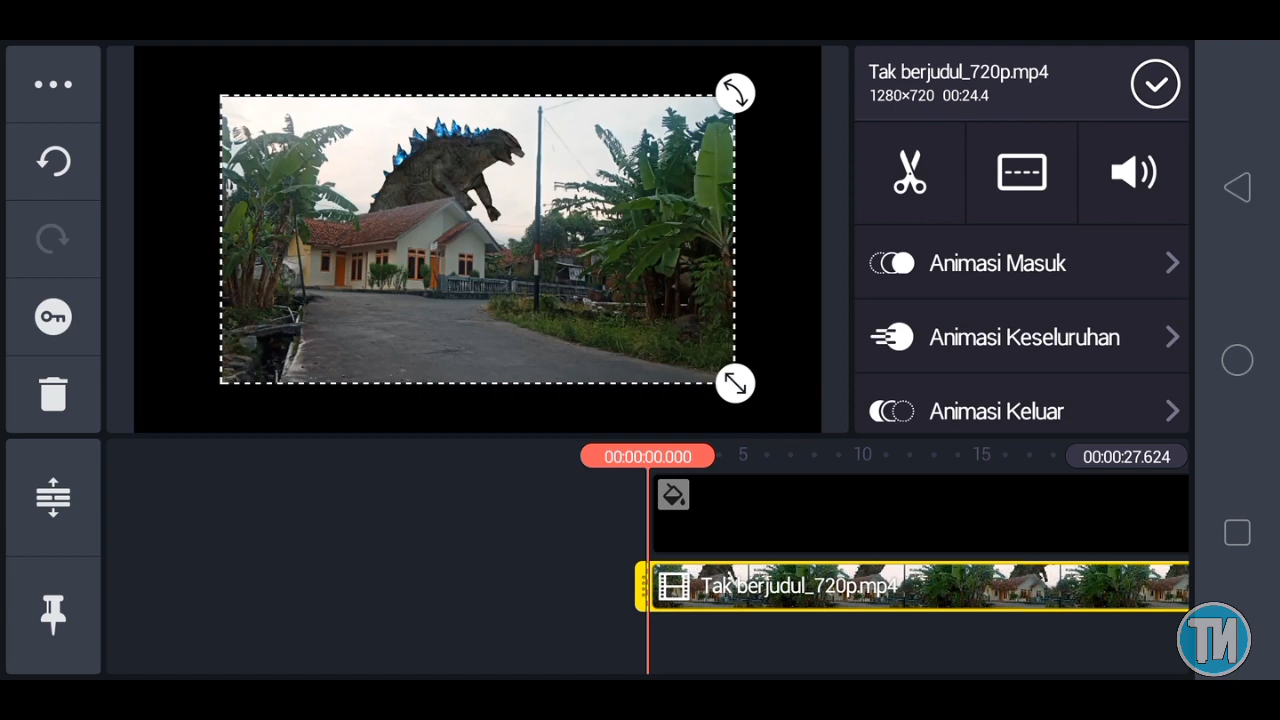 Tak berjudul_720p.mp4
1280×720 00:24.4
Animasi Masuk
Animasi Keseluruhan
Animasi Keluar
00:00:00.000 5 10 15 00:00:27.624
Tak berjudul_720p.mp4
TИ